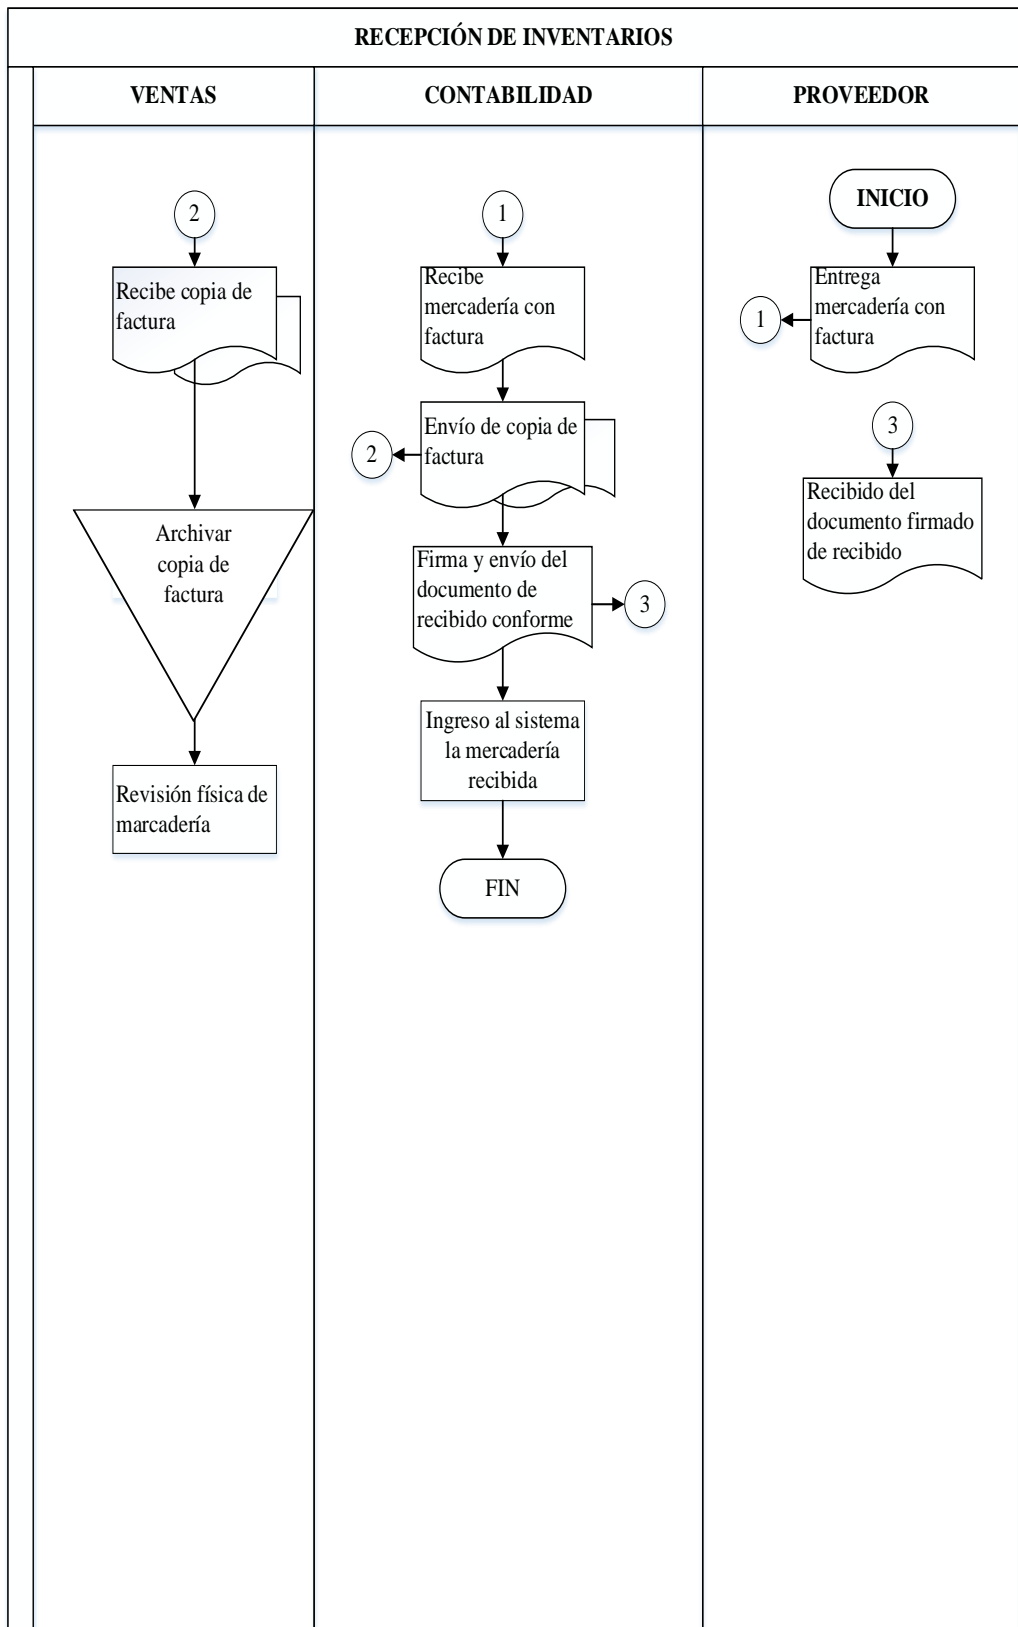 RECEPCIÓN DE INVENTARIOS
VENTAS
CONTABILIDAD
PROVEEDOR
2
Recibe copia de
factura
Archivar
copia de
factura
Revisión física de
marcadería
1
Recibe
mercadería con
factura
Envío de copia de
factura
2
Firma y envío del
documento de
recibido conforme
3
Ingreso al sistema
la mercadería
recibida
FIN
INICIO
Entrega
mercadería con
factura
1
3
Recibido del
documento firmado
de recibido